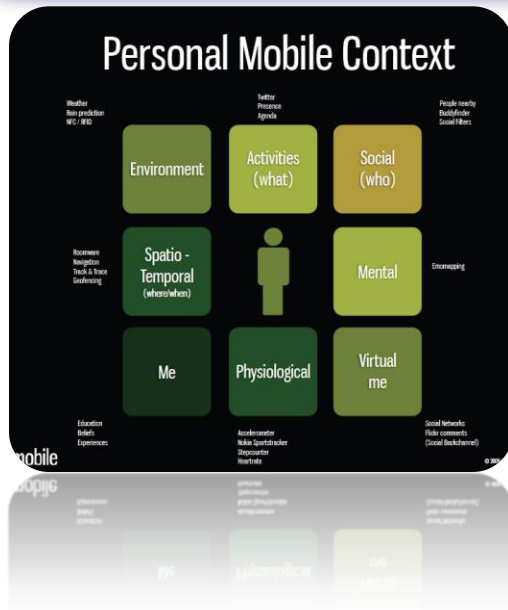 Personal Mobile Context
Weather
Rain prediction
NFC / RFID
Twitter
Presence
Agenda
People nearby
Buddyfinder
Social Filters
Environment
Activities
(what)
Social
(who)
Roomware
Navigation
Track & Trace
Geofencing
Spatio -
Temporal
(where/when)
Mental
Emomapping
Me
Physiological
Virtual
me
Education
Beliefs
Experiences
Accelerometer
Nokia Sportstracker
Stepcounter
Heartrate
Social Networks
Flickr comments
(Social Backchannel)
mobile